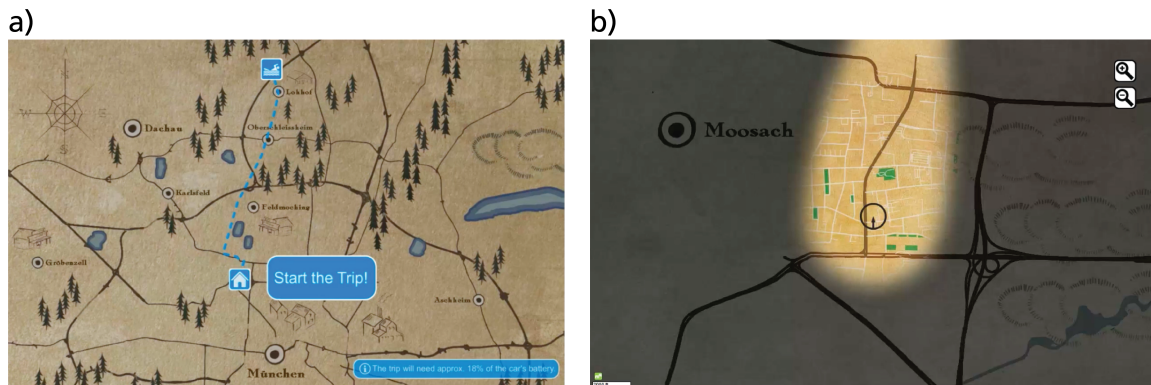 a)
b)
Lohhof
Dachau
Oberschleissheim
Moosach
Karlsfeld
Feldmoching
Gröbenzell
Start the Trip!
Aschheim
München
The trip will need approx. 18% of the car's battery